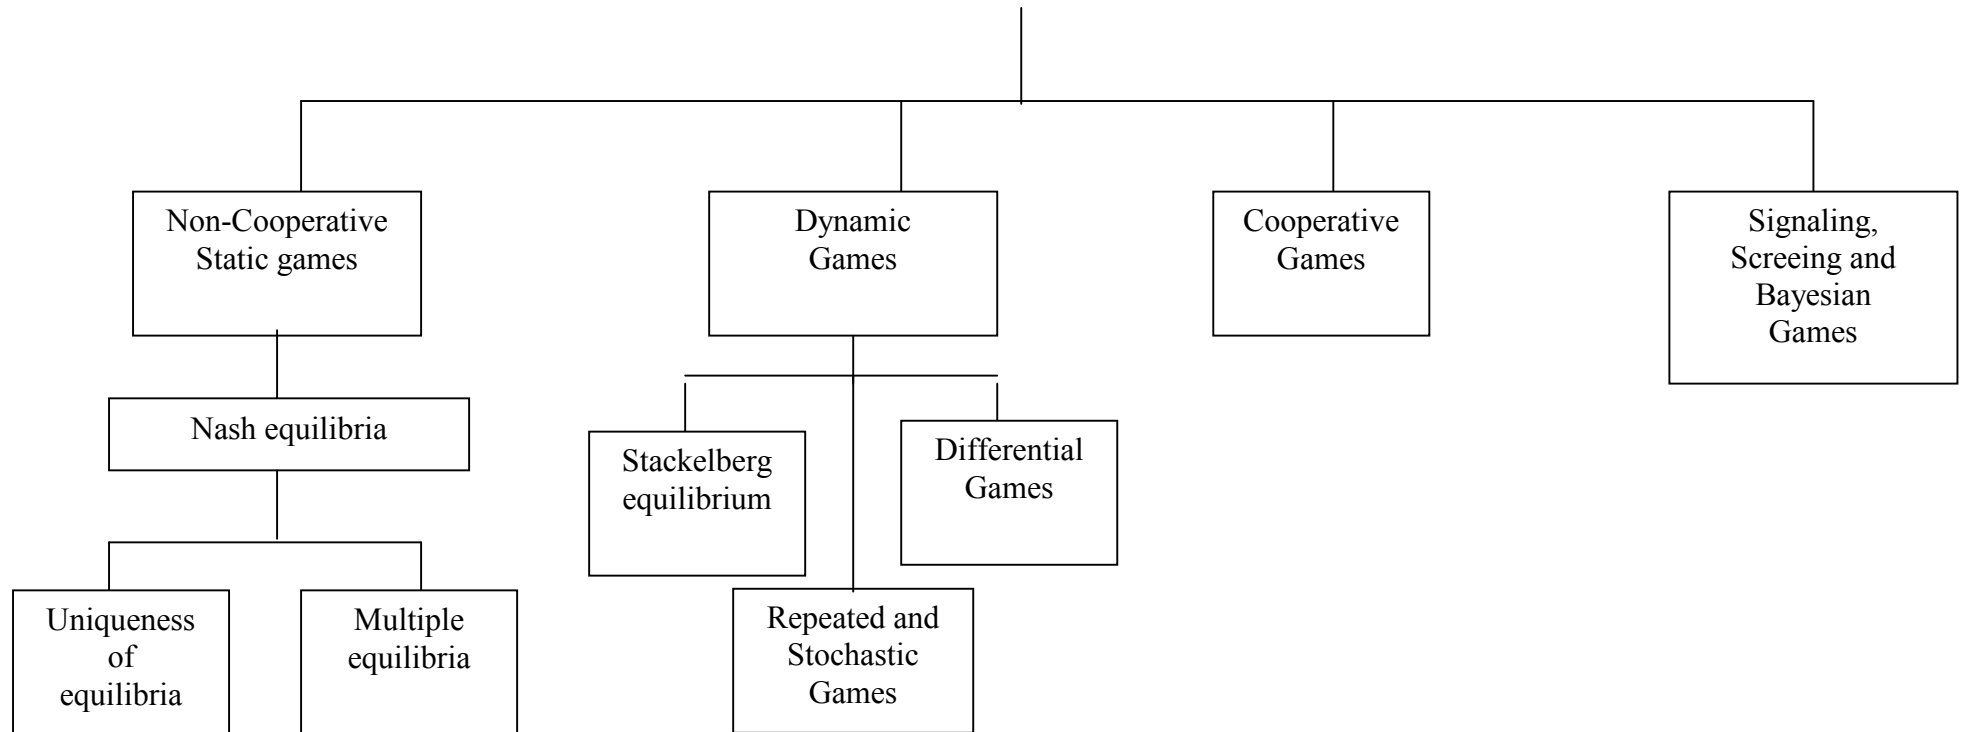 Non-Cooperative
Static games
Dynamic
Games
Cooperative
Games
Signaling,
Screeing and
Bayesian
Games
Nash equilibria
Stackelberg
equilibrium
Differential
Games
Uniqueness
of
equilibria
Multiple
equilibria
Repeated and
Stochastic
Games